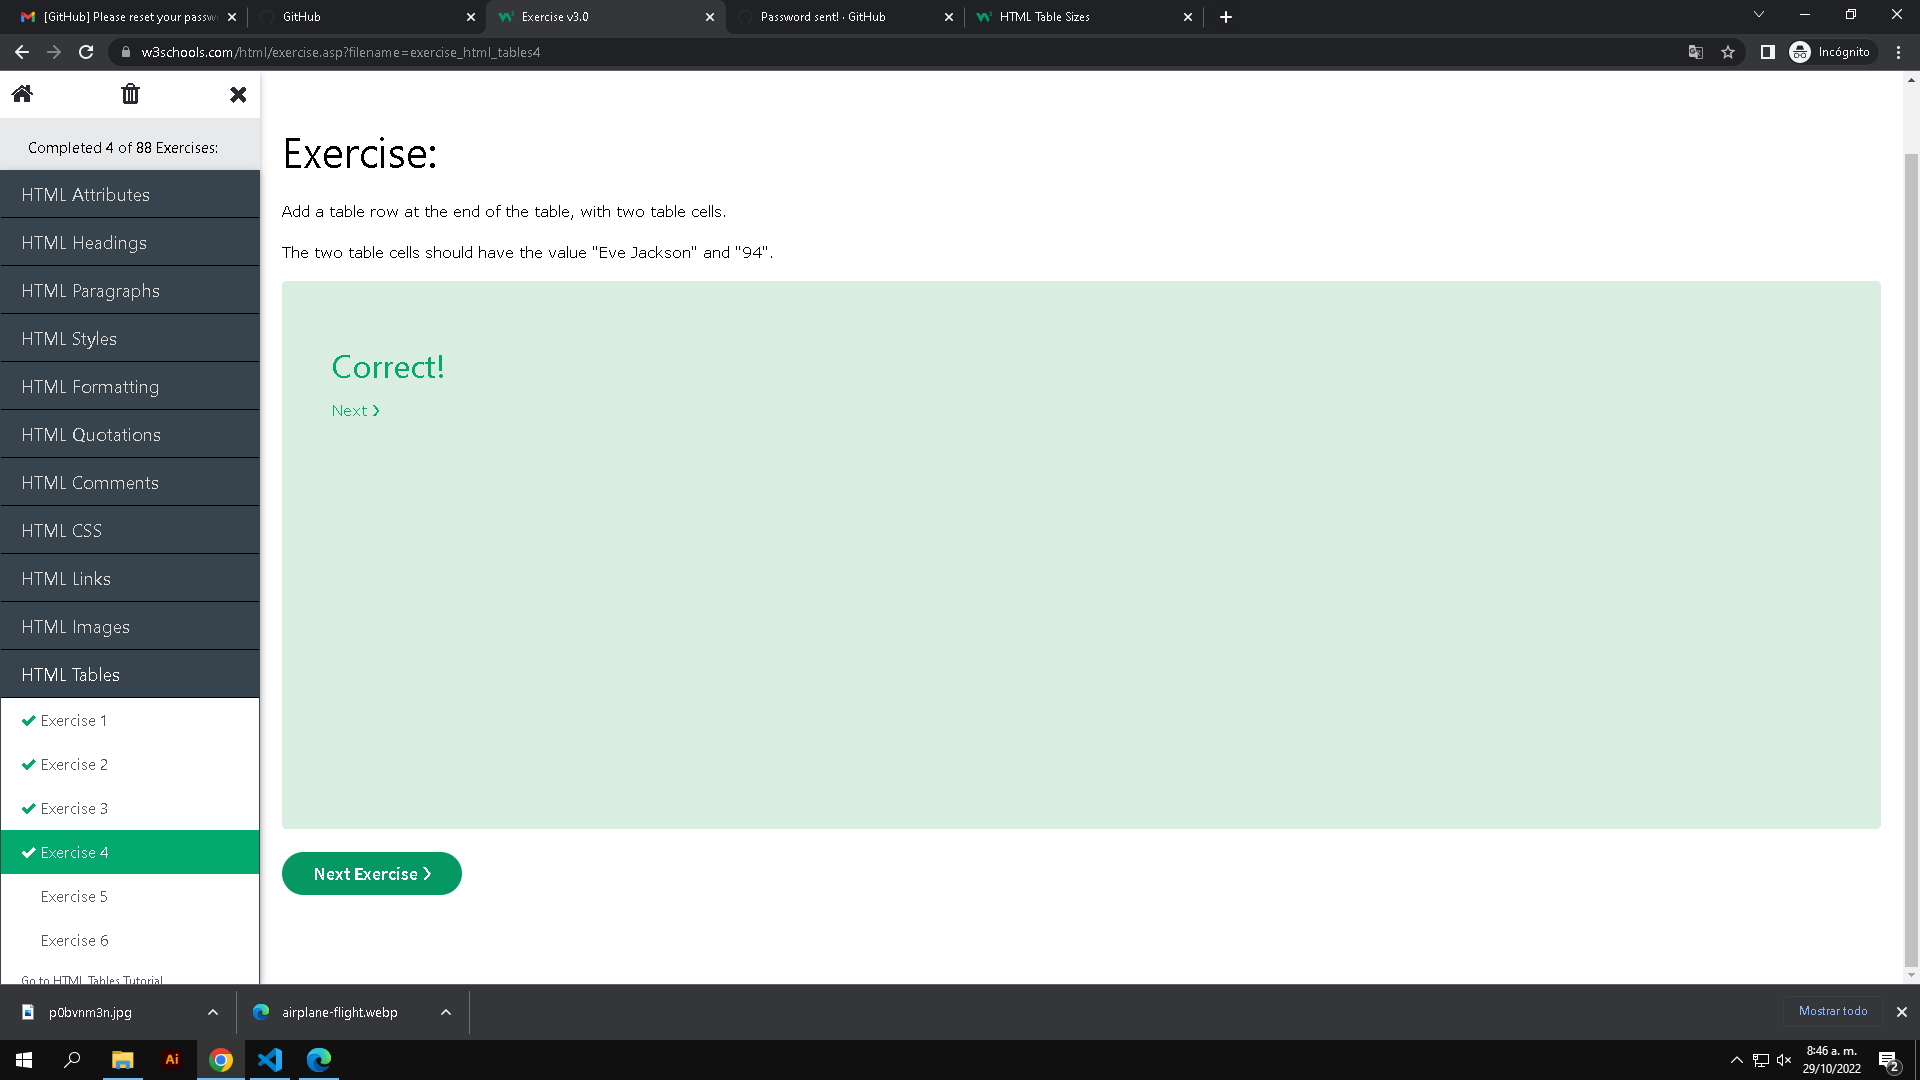 [GitHub] Please reset your passw
GitHub
Exercise v3.0
Password sent! · GitHub
HTML Table Sizes
w3schools.com/html/exercise.asp?filename=exercise_html_tables4
Incógnito
Completed 4 of 88 Exercises:
HTML Attributes
HTML Headings
HTML Paragraphs
HTML Styles
HTML Formatting
HTML Quotations
HTML Comments
HTML CSS
HTML Links
HTML Images
HTML Tables
Exercise 1
Exercise 2
Exercise 3
Exercise 4
Exercise 5
Exercise 6
Go to HTML Tables Tutorial
Exercise:
Add a table row at the end of the table, with two table cells.
The two table cells should have the value "Eve Jackson" and "94".
Correct!
Next ❯
Next Exercise ❯
p0bvnm3n.jpg
airplane-flight.webp
Mostrar todo
Ai
8:46 a. m.
29/10/2022
2